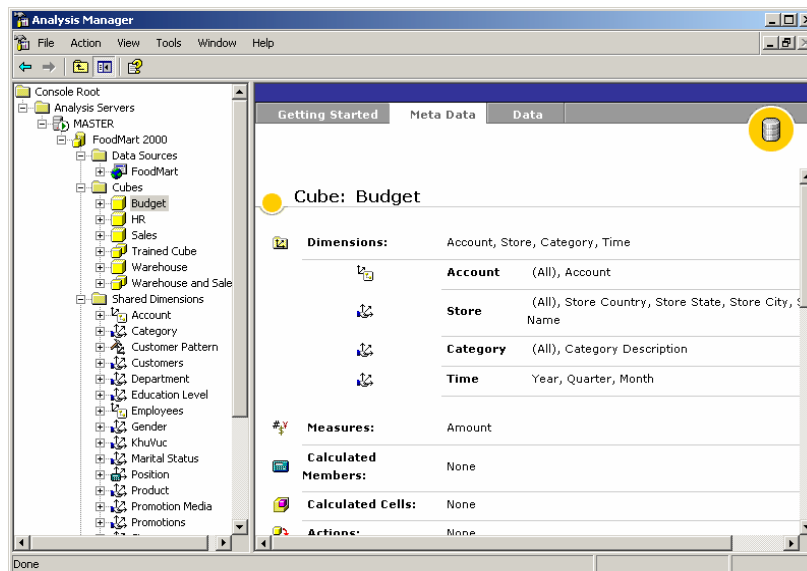 Analysis Manager
File Action View Tools Window Help
Console Root
Analysis Servers
MASTER
FoodMart 2000
Data Sources
FoodMart
Cubes
Budget
HR
Sales
Trained Cube
Warehouse
Warehouse and Sale
Shared Dimensions
Account
Category
Customer Pattern
Customers
Department
Education Level
Employees
Gender
KhuVuc
Marital Status
Position
Product
Promotion Media
Promotions
Getting Started Meta Data Data
Cube: Budget
Dimensions: Account, Store, Category, Time
Account (All), Account
Store (All), Store Country, Store State, Store City,
Name
Category (All), Category Description
Time Year, Quarter, Month
Measures: Amount
Calculated
Members: None
Calculated Cells: None
Actions: None
Done